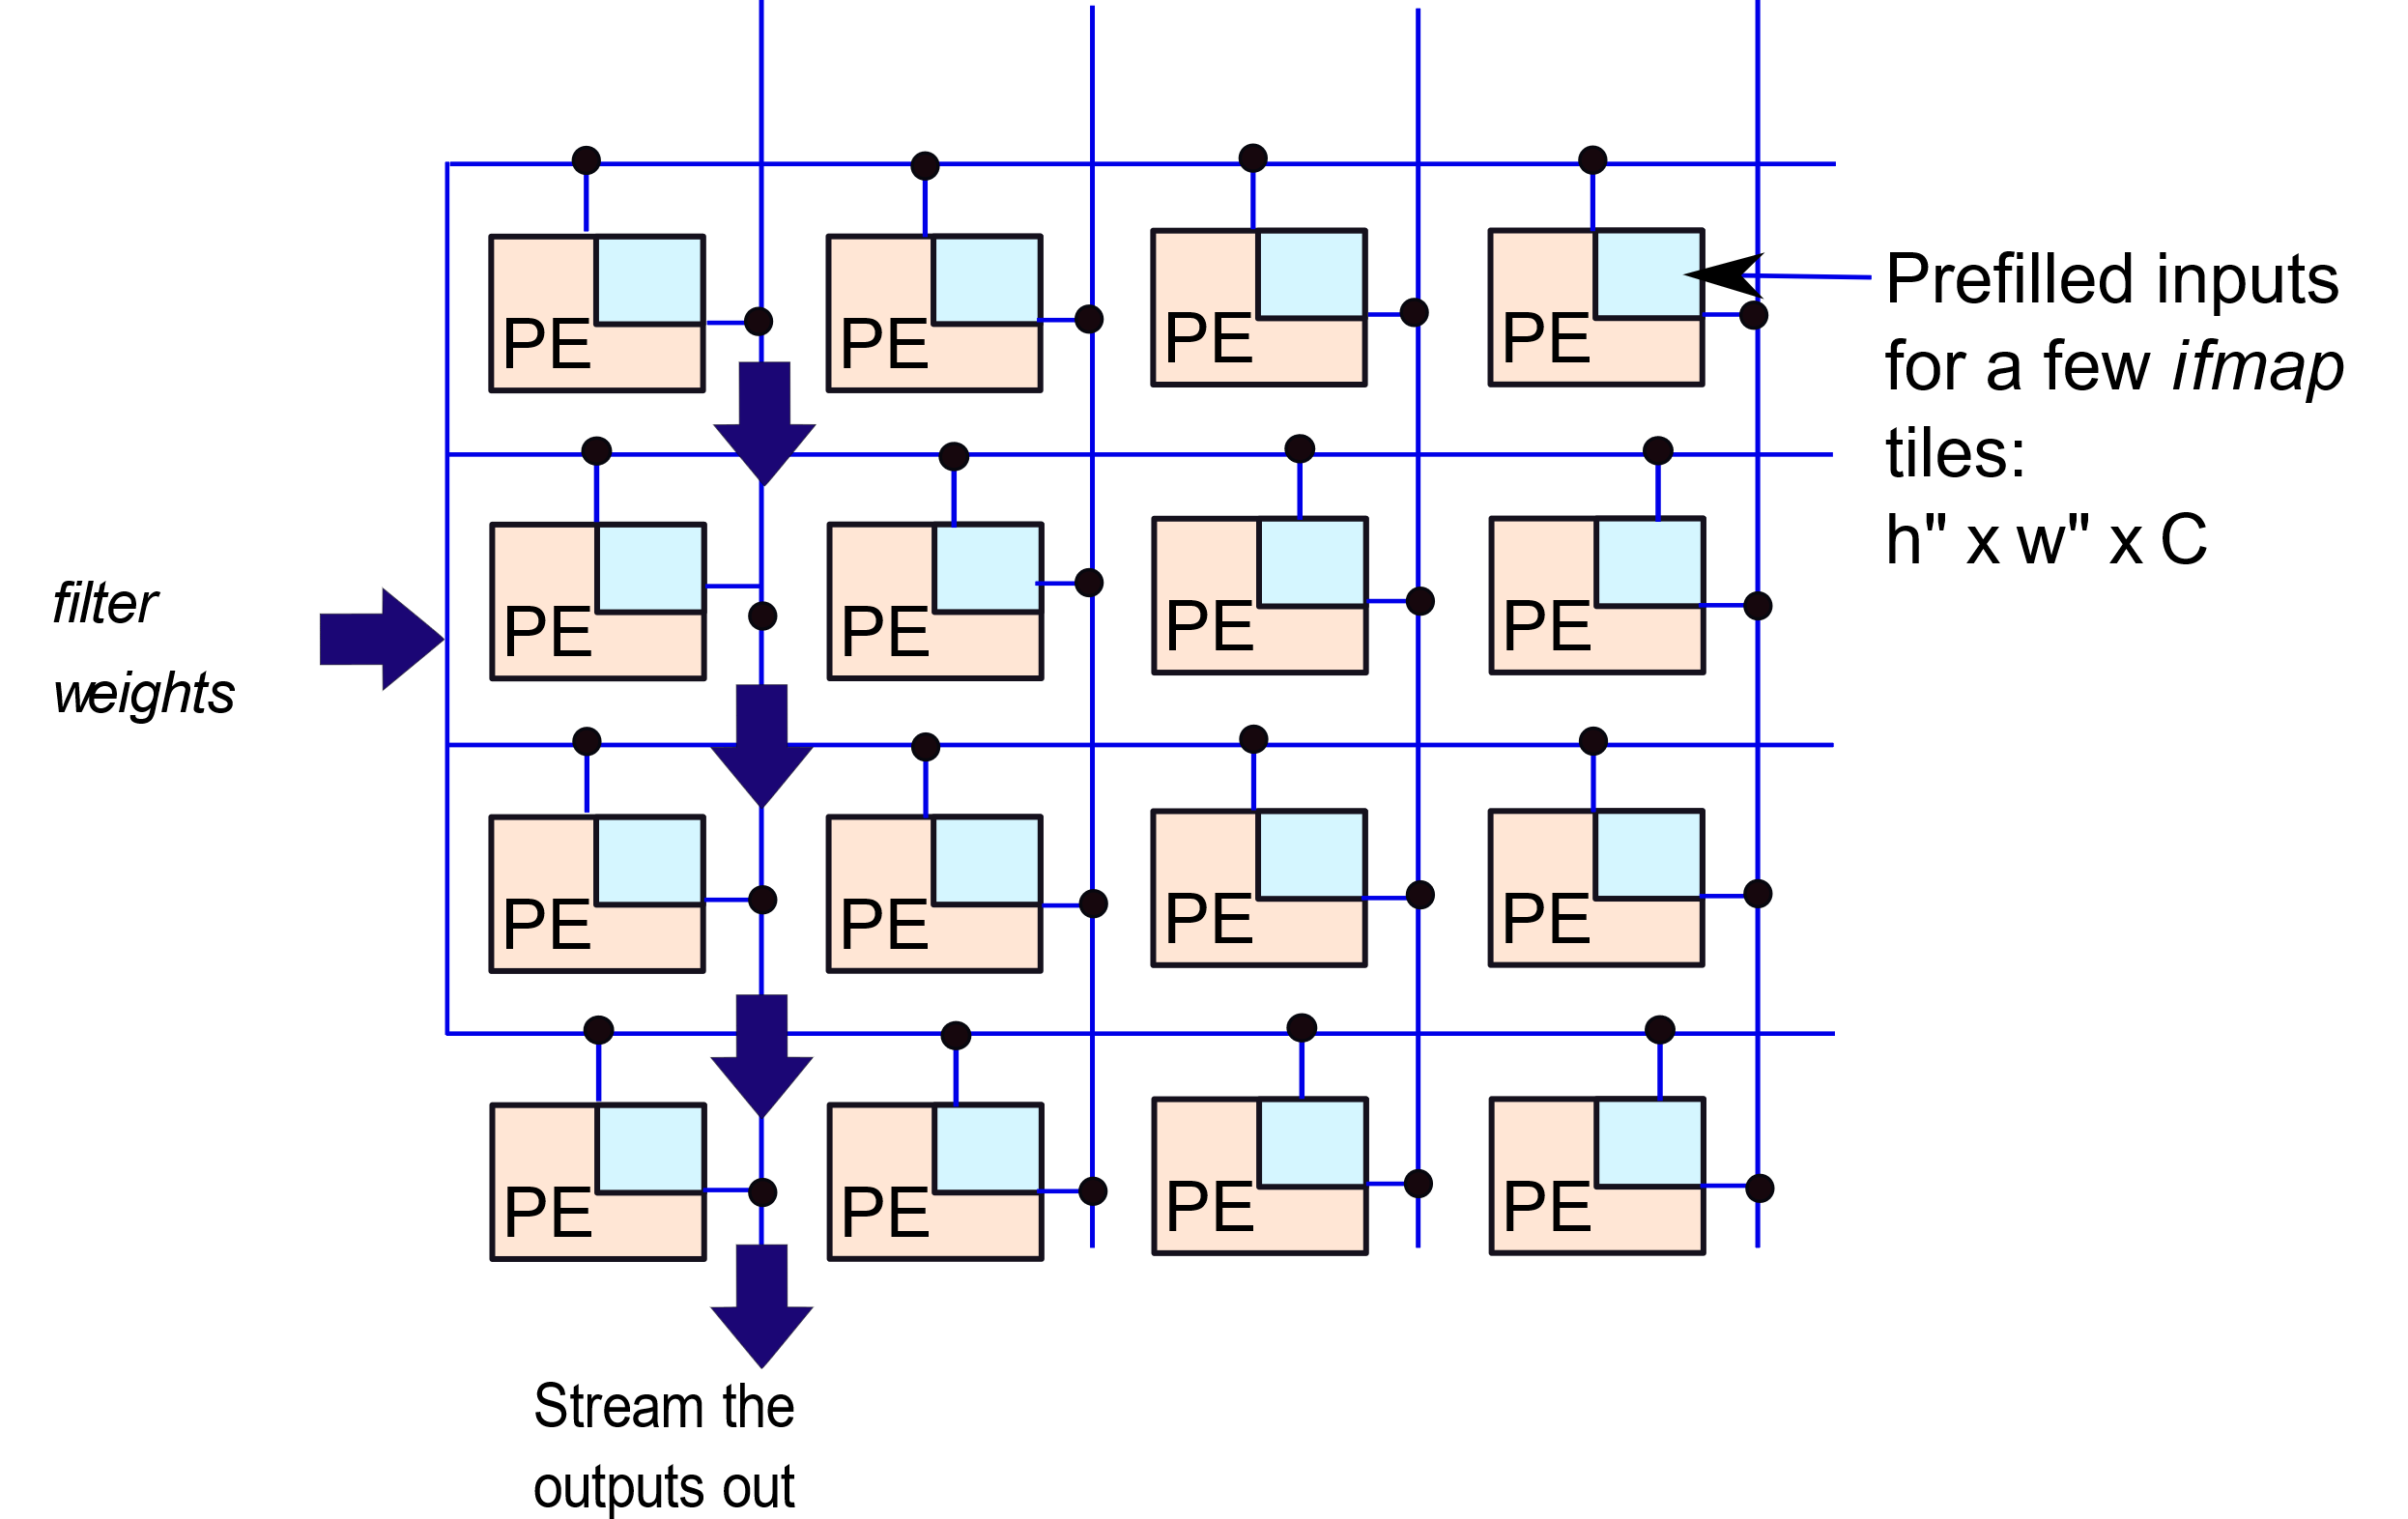 Prefilled inputs
for a few ifmap
tiles:
h" x w" x C
PE PE PE PE
filter
weights
PE PE PE PE
PE PE PE PE
PE PE PE PE
Stream the
outputs out